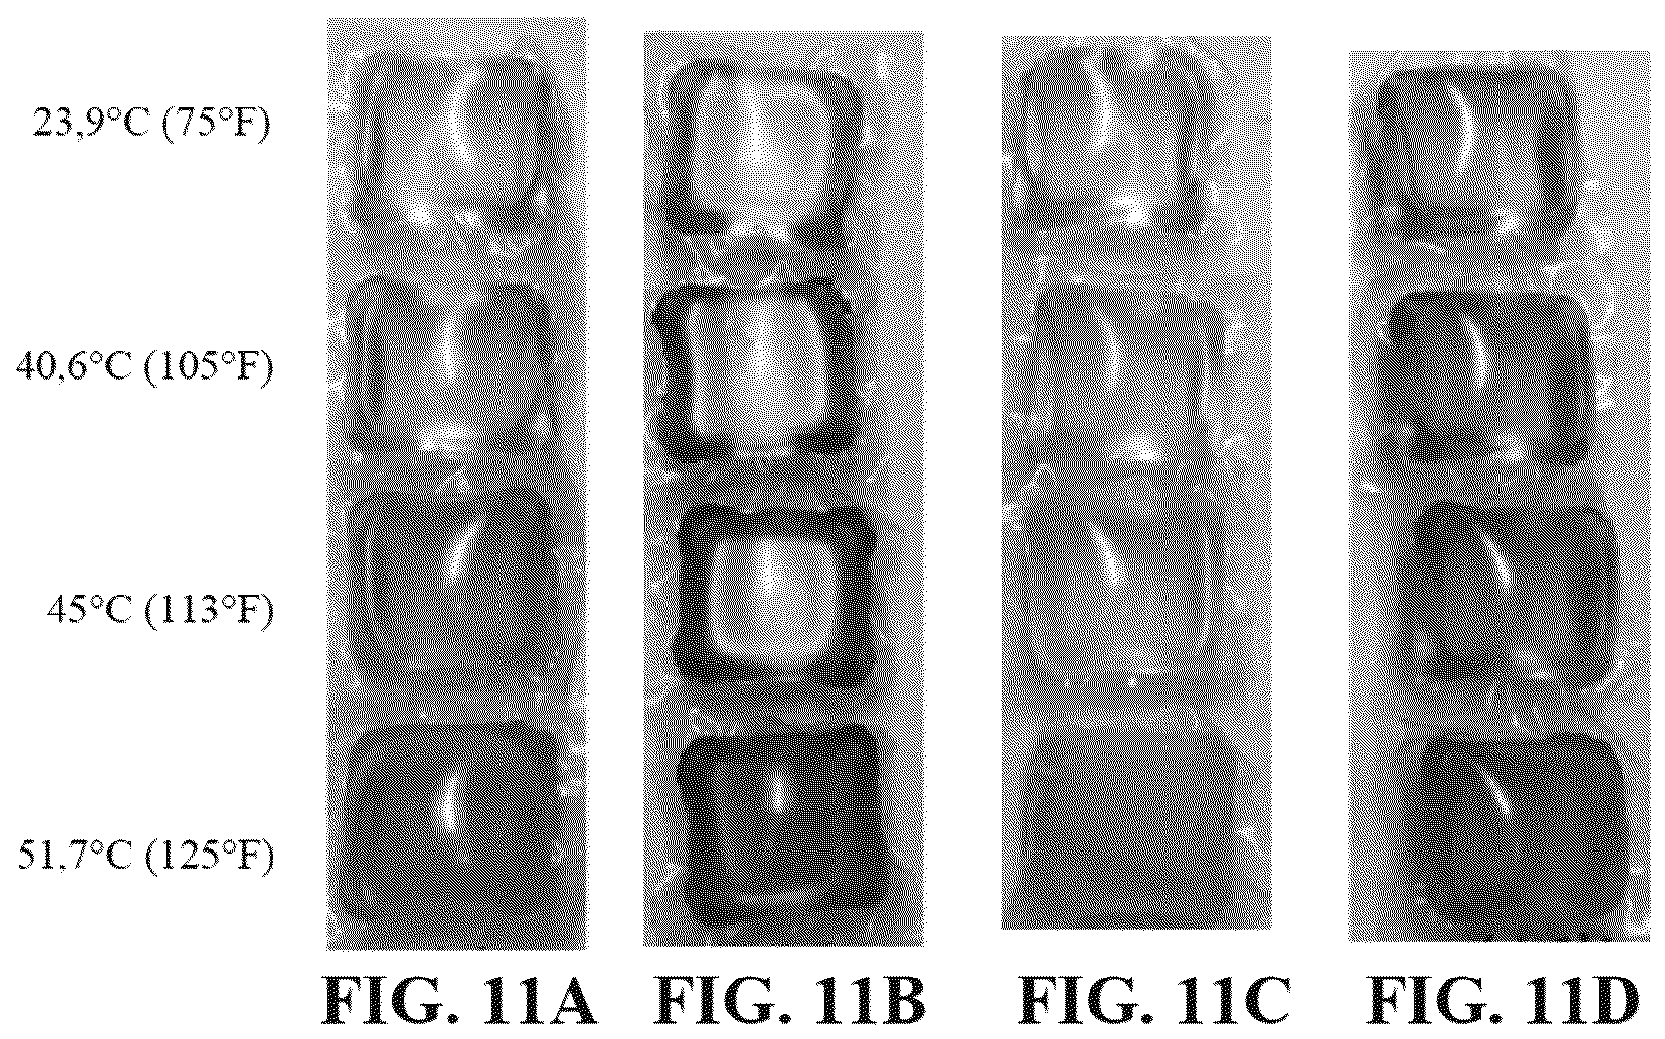 23,9°C (75°F)
40,6°C (105°F)
45°C (113°F)
51,7°C (125°F)
FIG. 11A FIG. 11B FIG. 11C FIG. 11D